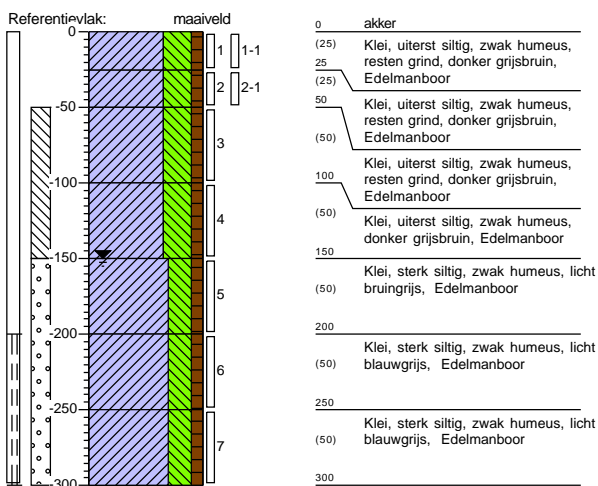 Referentievlak: maaiveld
0
-50
-100
-150
-200
-250
-300
1 1-1
2 2-1
3
4
5
6
7
0 akker
(25) Klei, uiterst siltig, zwak humeus,
resten grind, donker grijsbruin,
Edelmanboor
25
(25) Klei, uiterst siltig, zwak humeus,
resten grind, donker grijsbruin,
Edelmanboor
50
(50) Klei, uiterst siltig, zwak humeus,
resten grind, donker grijsbruin,
Edelmanboor
100
(50) Klei, uiterst siltig, zwak humeus,
donker grijsbruin, Edelmanboor
150
(50) Klei, sterk siltig, zwak humeus, licht
bruingrijs, Edelmanboor
200
(50) Klei, sterk siltig, zwak humeus, licht
blauwgrijs, Edelmanboor
250
(50) Klei, sterk siltig, zwak humeus, licht
blauwgrijs, Edelmanboor
300